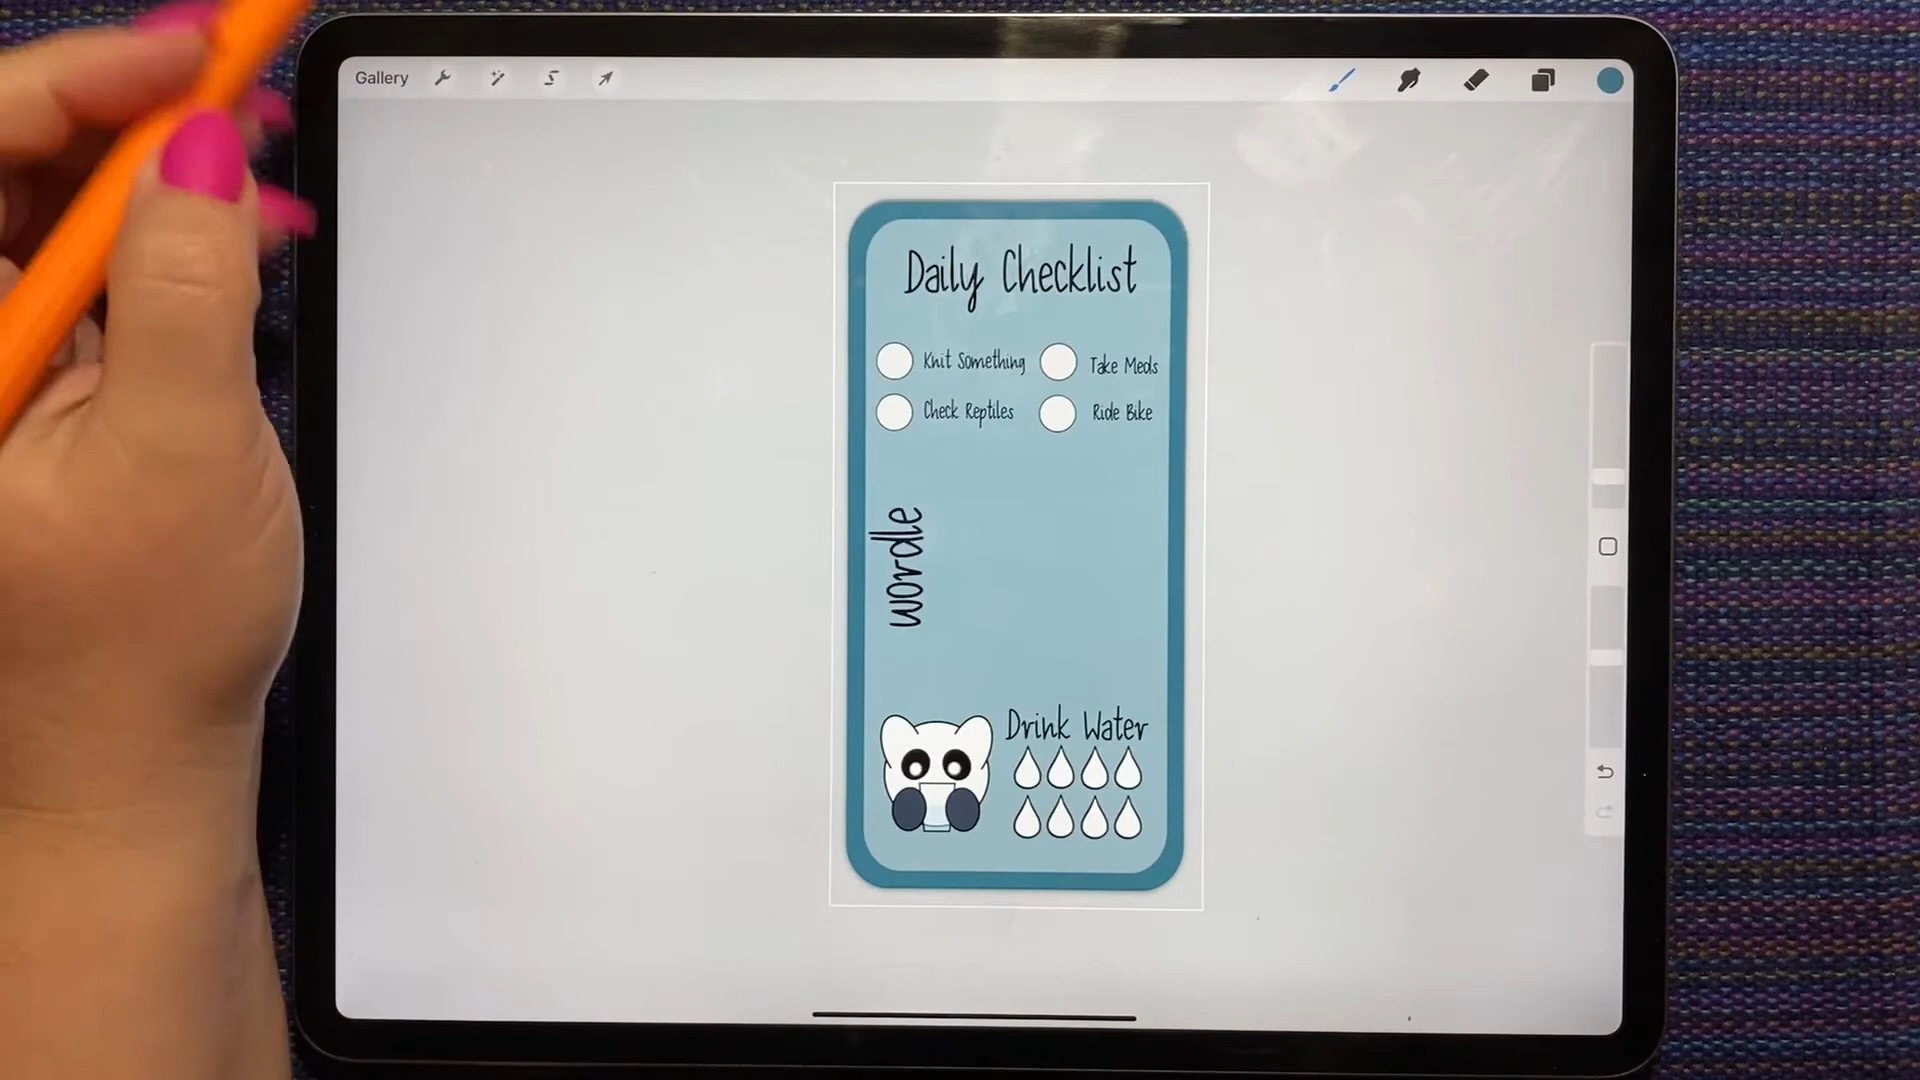 Gallery
Daily Checklist
Knit Something
Take Meds
Check Reptiles
Ride Bike
wordle
Drink Water